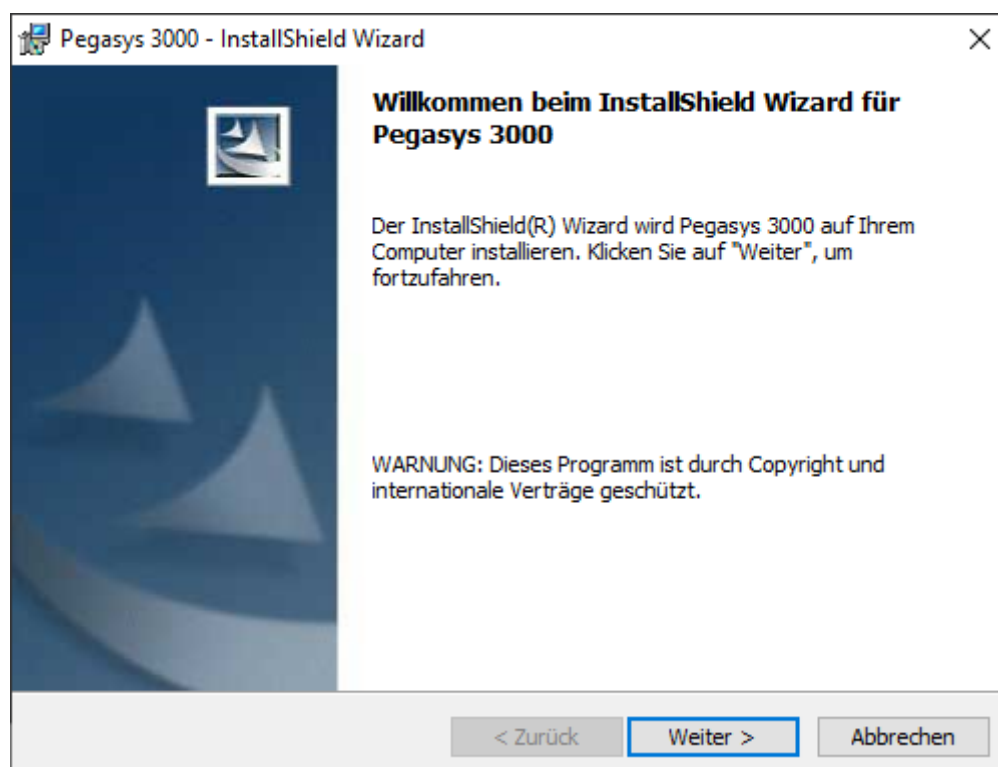 Pegasys 3000 - InstallShield Wizard
Willkommen beim InstallShield Wizard für
Pegasys 3000
Der InstallShield(R) Wizard wird Pegasys 3000 auf Ihrem
Computer installieren. Klicken Sie auf "Weiter", um
fortzufahren.
WARNUNG: Dieses Programm ist durch Copyright und
internationale Verträge geschützt.
< Zurück
Weiter >
Abbrechen